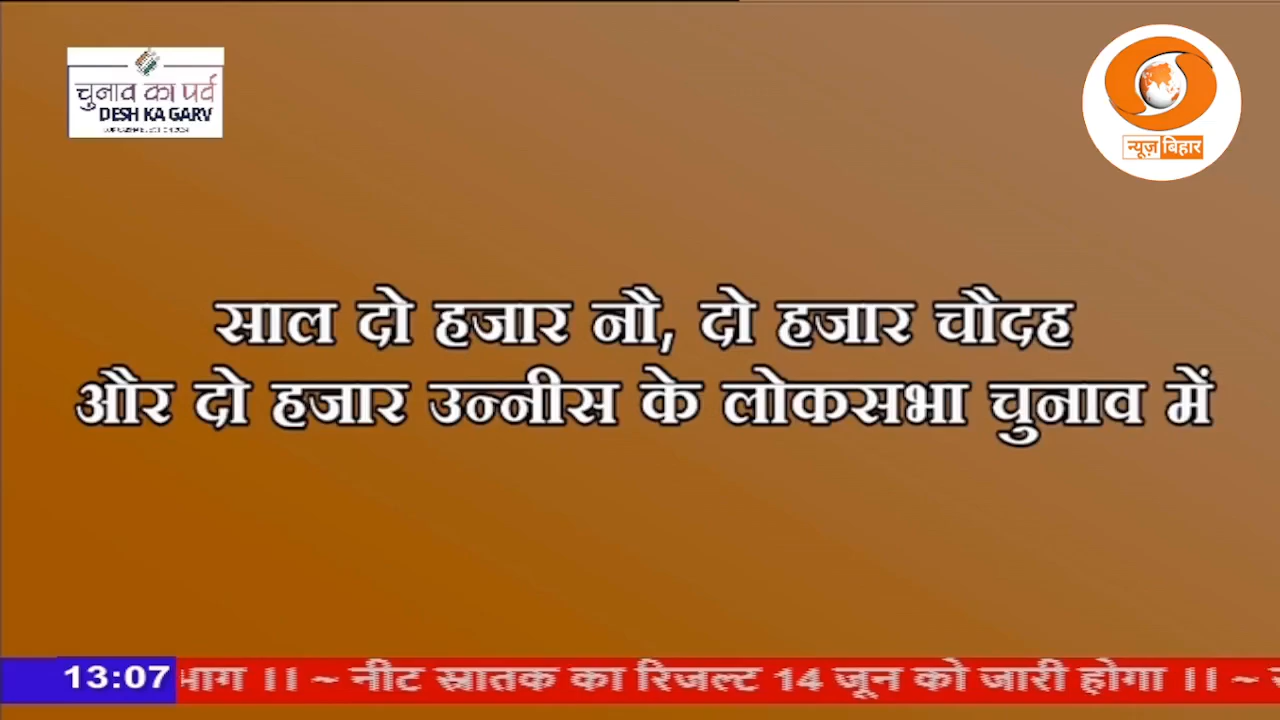 चुनाव का पर्व
DESH KA GARV
न्यूज़ बिहार
साल दो हजार नौ, दो हजार चौदह
और दो हजार उन्नीस के लोकसभा चुनाव में
13:07 भाग ।। ~ नीट स्नातक का रिजल्ट 14 जून को जारी होगा ।। ~